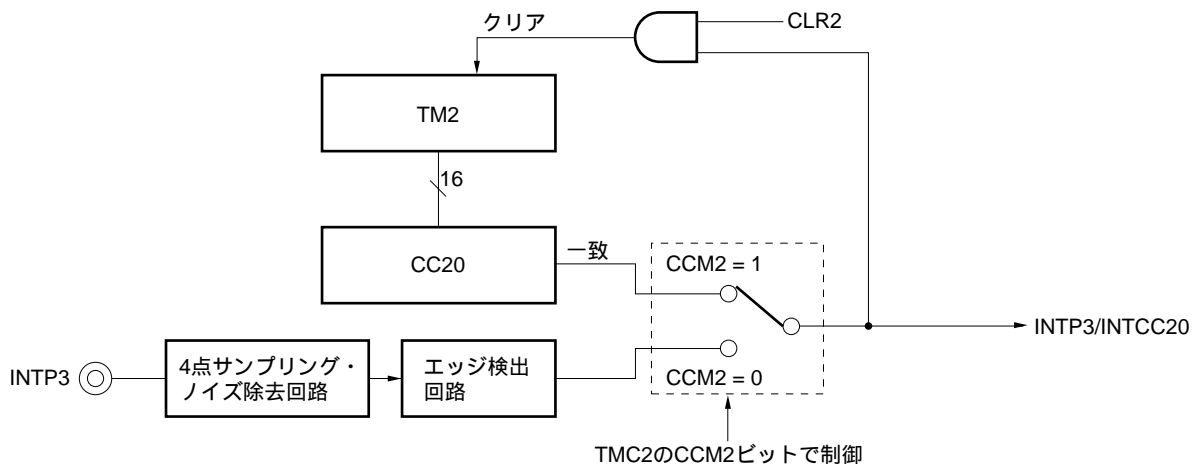 クリア
CLR2
TM2
16
一致
CC20
CCM2 = 1
INTP3/INTCC20
INTP3
4点サンプリング・
ノイズ除去回路
エッジ検出
回路
CCM2 = 0
TMC2のCCM2ビットで制御